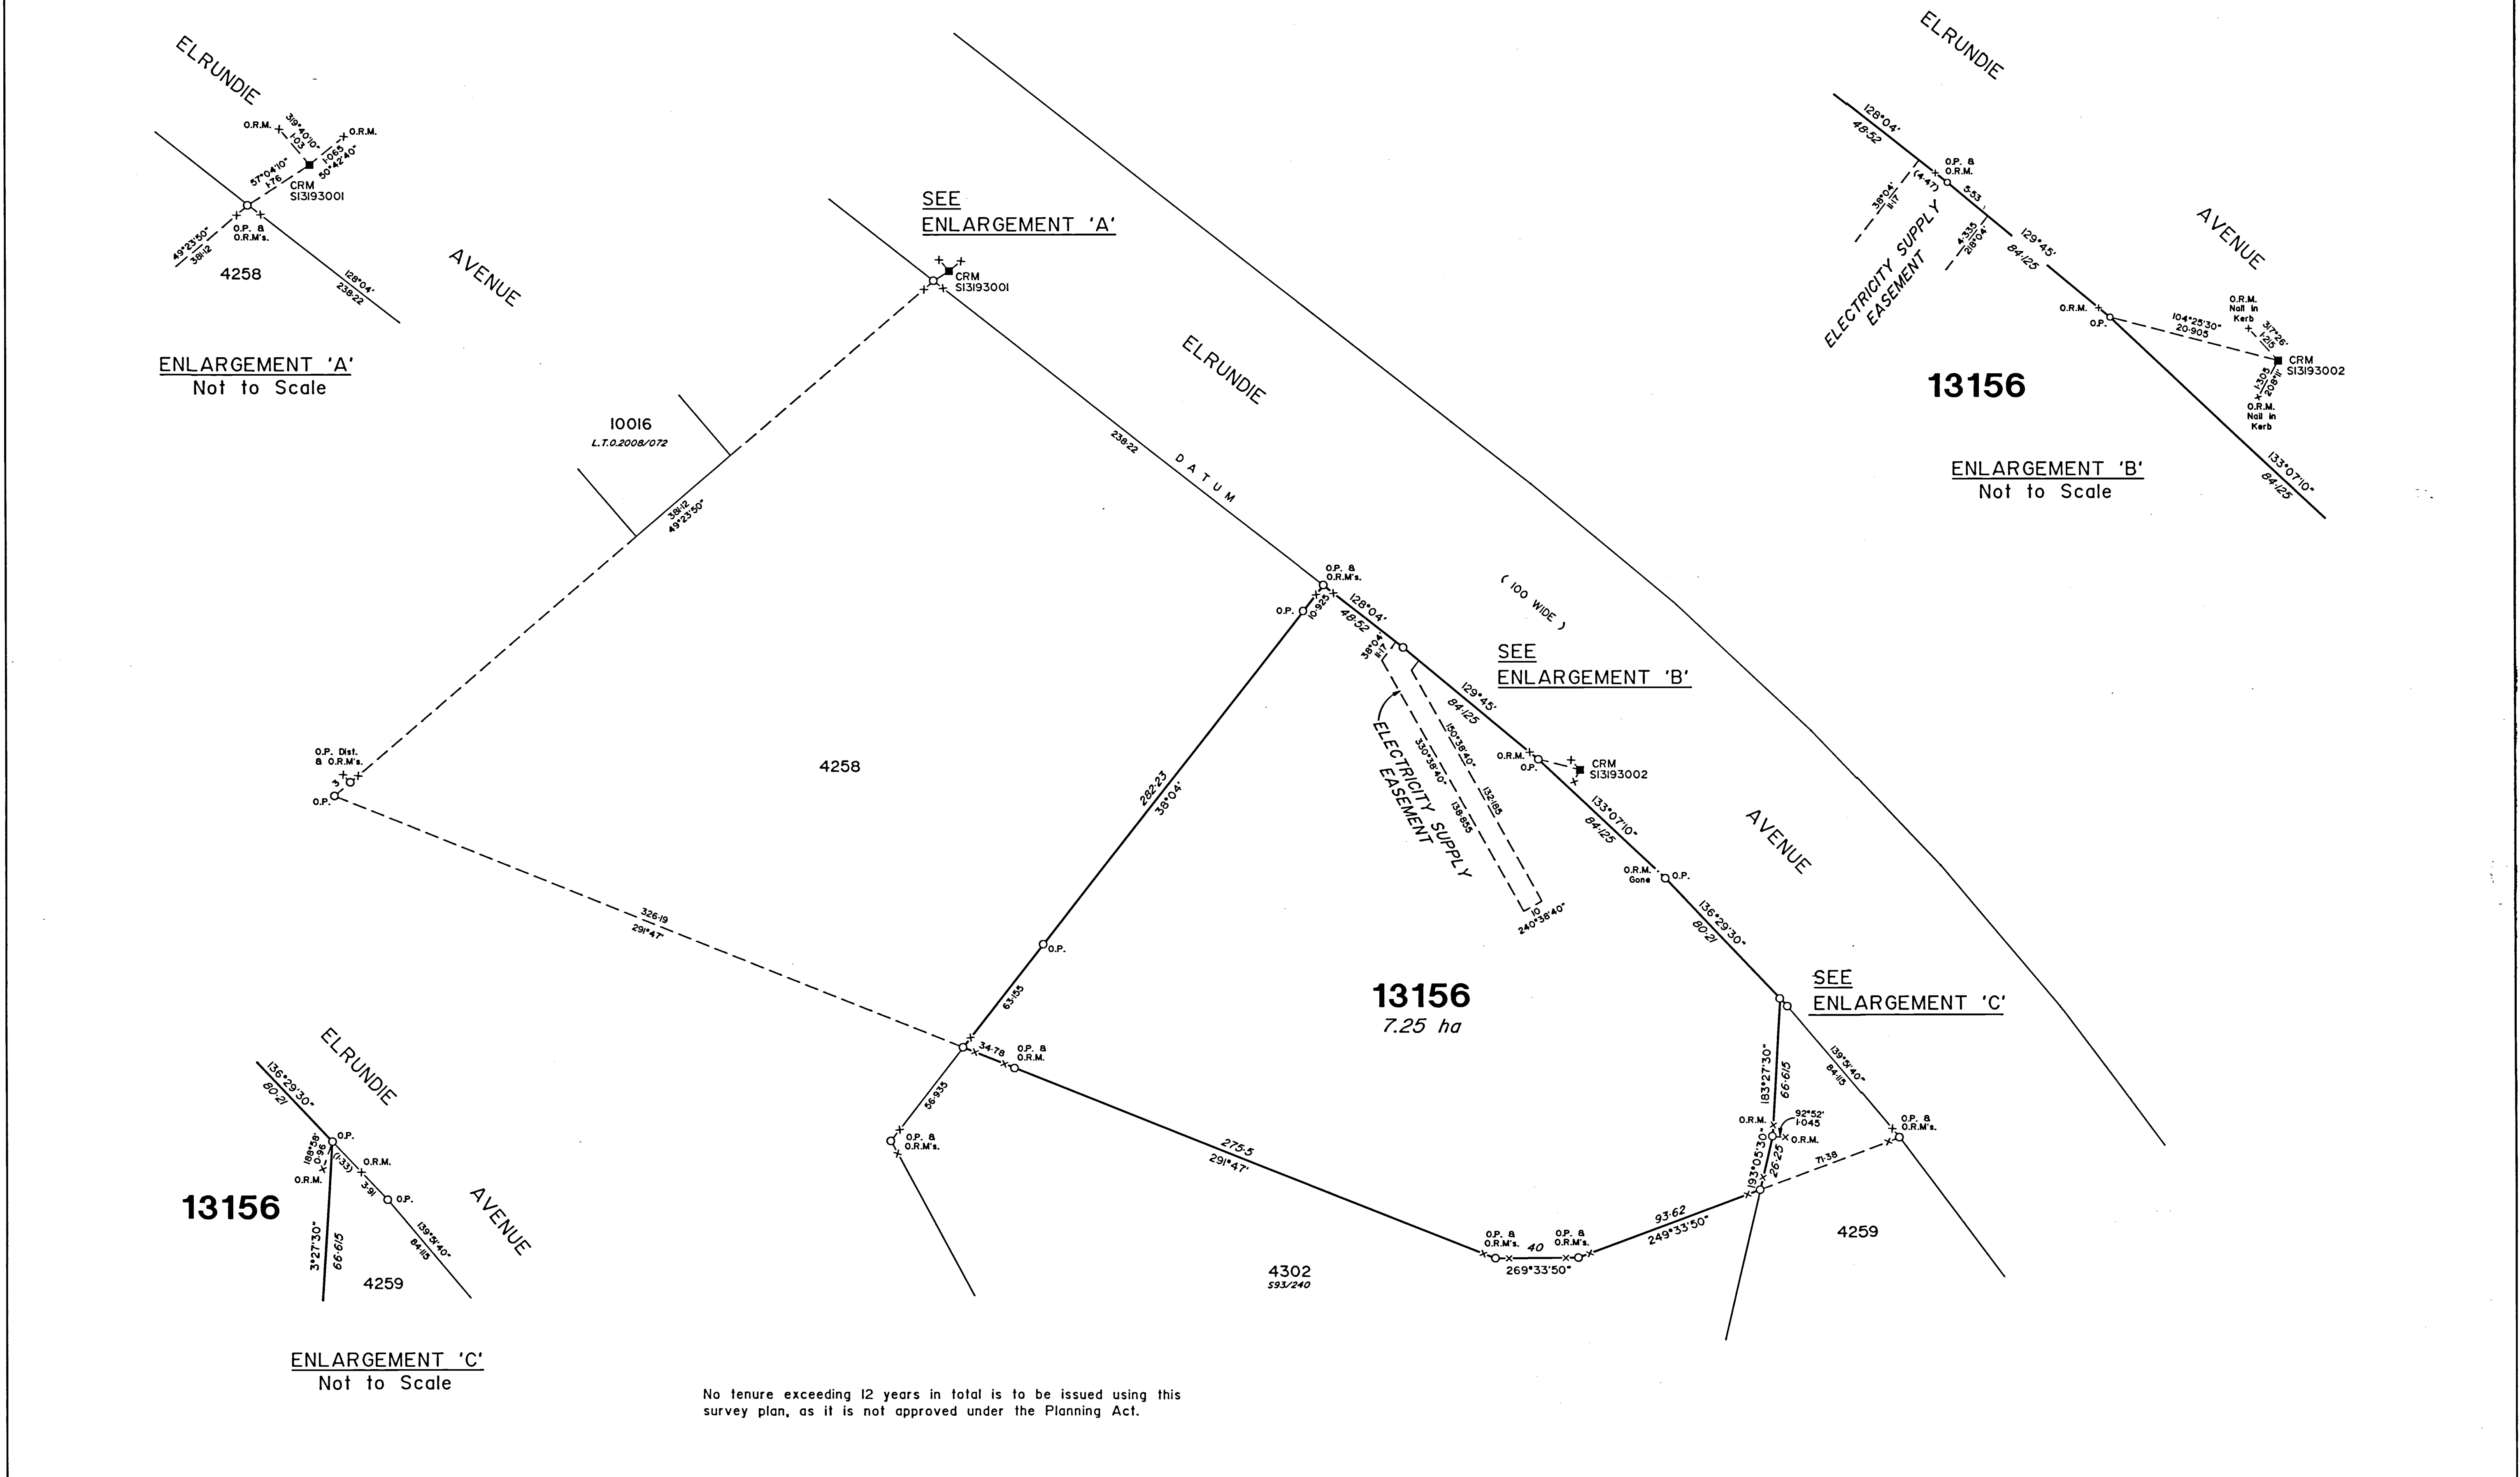 ELRUNDIE
AVENUE
O.R.M.
319°40'10"
1·03
O.R.M.
1·065
50°42'40"
57°04'10"
1·76
CRM
S13193001
O.P. &
O.R.M's.
49°23'50"
381·12
4258
128°04'
238·22
ENLARGEMENT 'A'
Not to Scale
SEE
ENLARGEMENT 'A'
CRM
S13193001
10016
L.T.O.2008/072
381·12
49°23'50"
ELRUNDIE
238·22
DATUM
( 100 WIDE )
O.P. &
O.R.M's.
O.P.
10·925
128°04'
48·52
38°04'
11·17
SEE
ENLARGEMENT 'B'
129°45'
84·125
150°38'40"
132·185
330°38'40"
138·855
ELECTRICITY SUPPLY
EASEMENT
10
240°38'40"
O.R.M.
O.P.
CRM
S13193002
133°07'10"
84·125
AVENUE
O.R.M.
Gone
O.P.
136°29'30"
80·21
SEE
ENLARGEMENT 'C'
139°51'40"
84·115
O.P. Dist.
& O.R.M's.
3
O.P.
4258
282·23
38°04'
326·19
291°47'
O.P.
63·155
34·78
O.P. &
O.R.M.
56·935
O.P. &
O.R.M's.
13156
7.25 ha
275·5
291°47'
183°27'30"
66·615
O.R.M.
92°52'
1·045
O.R.M.
193°05'30"
26·25
O.P. &
O.R.M's.
71·38
93·62
249°33'50"
O.P. &
O.R.M's.
40
O.P. &
O.R.M's.
269°33'50"
4259
4302
S93/240
ELRUNDIE
AVENUE
128°04'
48·52
O.P. &
O.R.M.
(4·47)
5·53
38°04'
11·17
4·335
218°04'
ELECTRICITY SUPPLY
EASEMENT
129°45'
84·125
O.R.M.
O.P.
104°25'30"
20·905
O.R.M.
Nail in
Kerb
317°26'
1·215
CRM
S13193002
1·305
208°11'
O.R.M.
Nail in
Kerb
13156
133°07'10"
84·125
ENLARGEMENT 'B'
Not to Scale
ELRUNDIE
AVENUE
136°29'30"
80·21
O.P.
188°58'
0·96
(1·33)
O.R.M.
O.R.M.
3·91
O.P.
13156
3°27'30"
66·615
139°51'40"
84·115
4259
ENLARGEMENT 'C'
Not to Scale
No tenure exceeding 12 years in total is to be issued using this
survey plan, as it is not approved under the Planning Act.